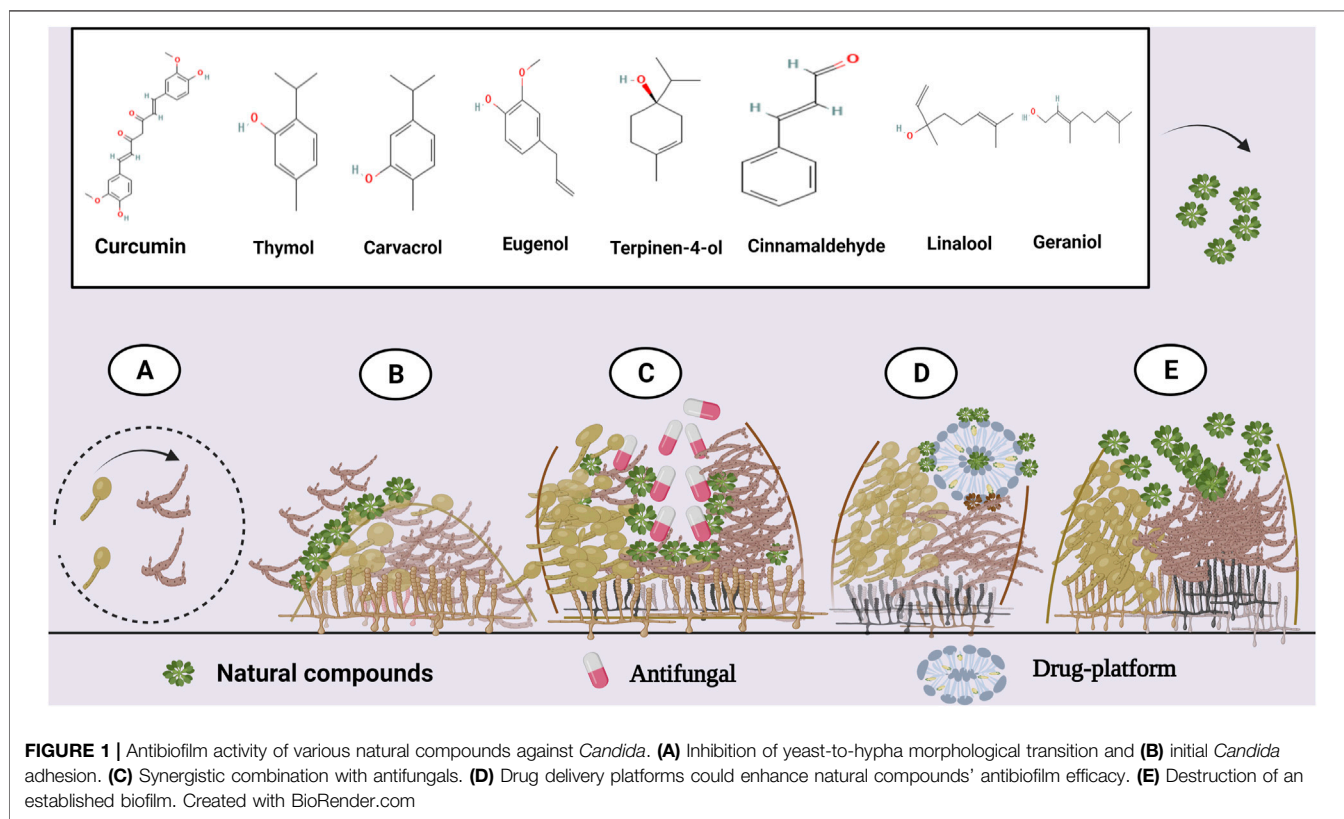 Curcumin
Thymol
Carvacrol
Eugenol
Terpinen-4-ol
Cinnamaldehyde
Linalool
Geraniol
A
B
C
D
E
Natural compounds
Antifungal
Drug-platform
FIGURE 1 | Antibiofilm activity of various natural compounds against Candida. (A) Inhibition of yeast-to-hypha morphological transition and (B) initial Candida
adhesion. (C) Synergistic combination with antifungals. (D) Drug delivery platforms could enhance natural compounds’ antibiofilm efficacy. (E) Destruction of an
established biofilm. Created with BioRender.com